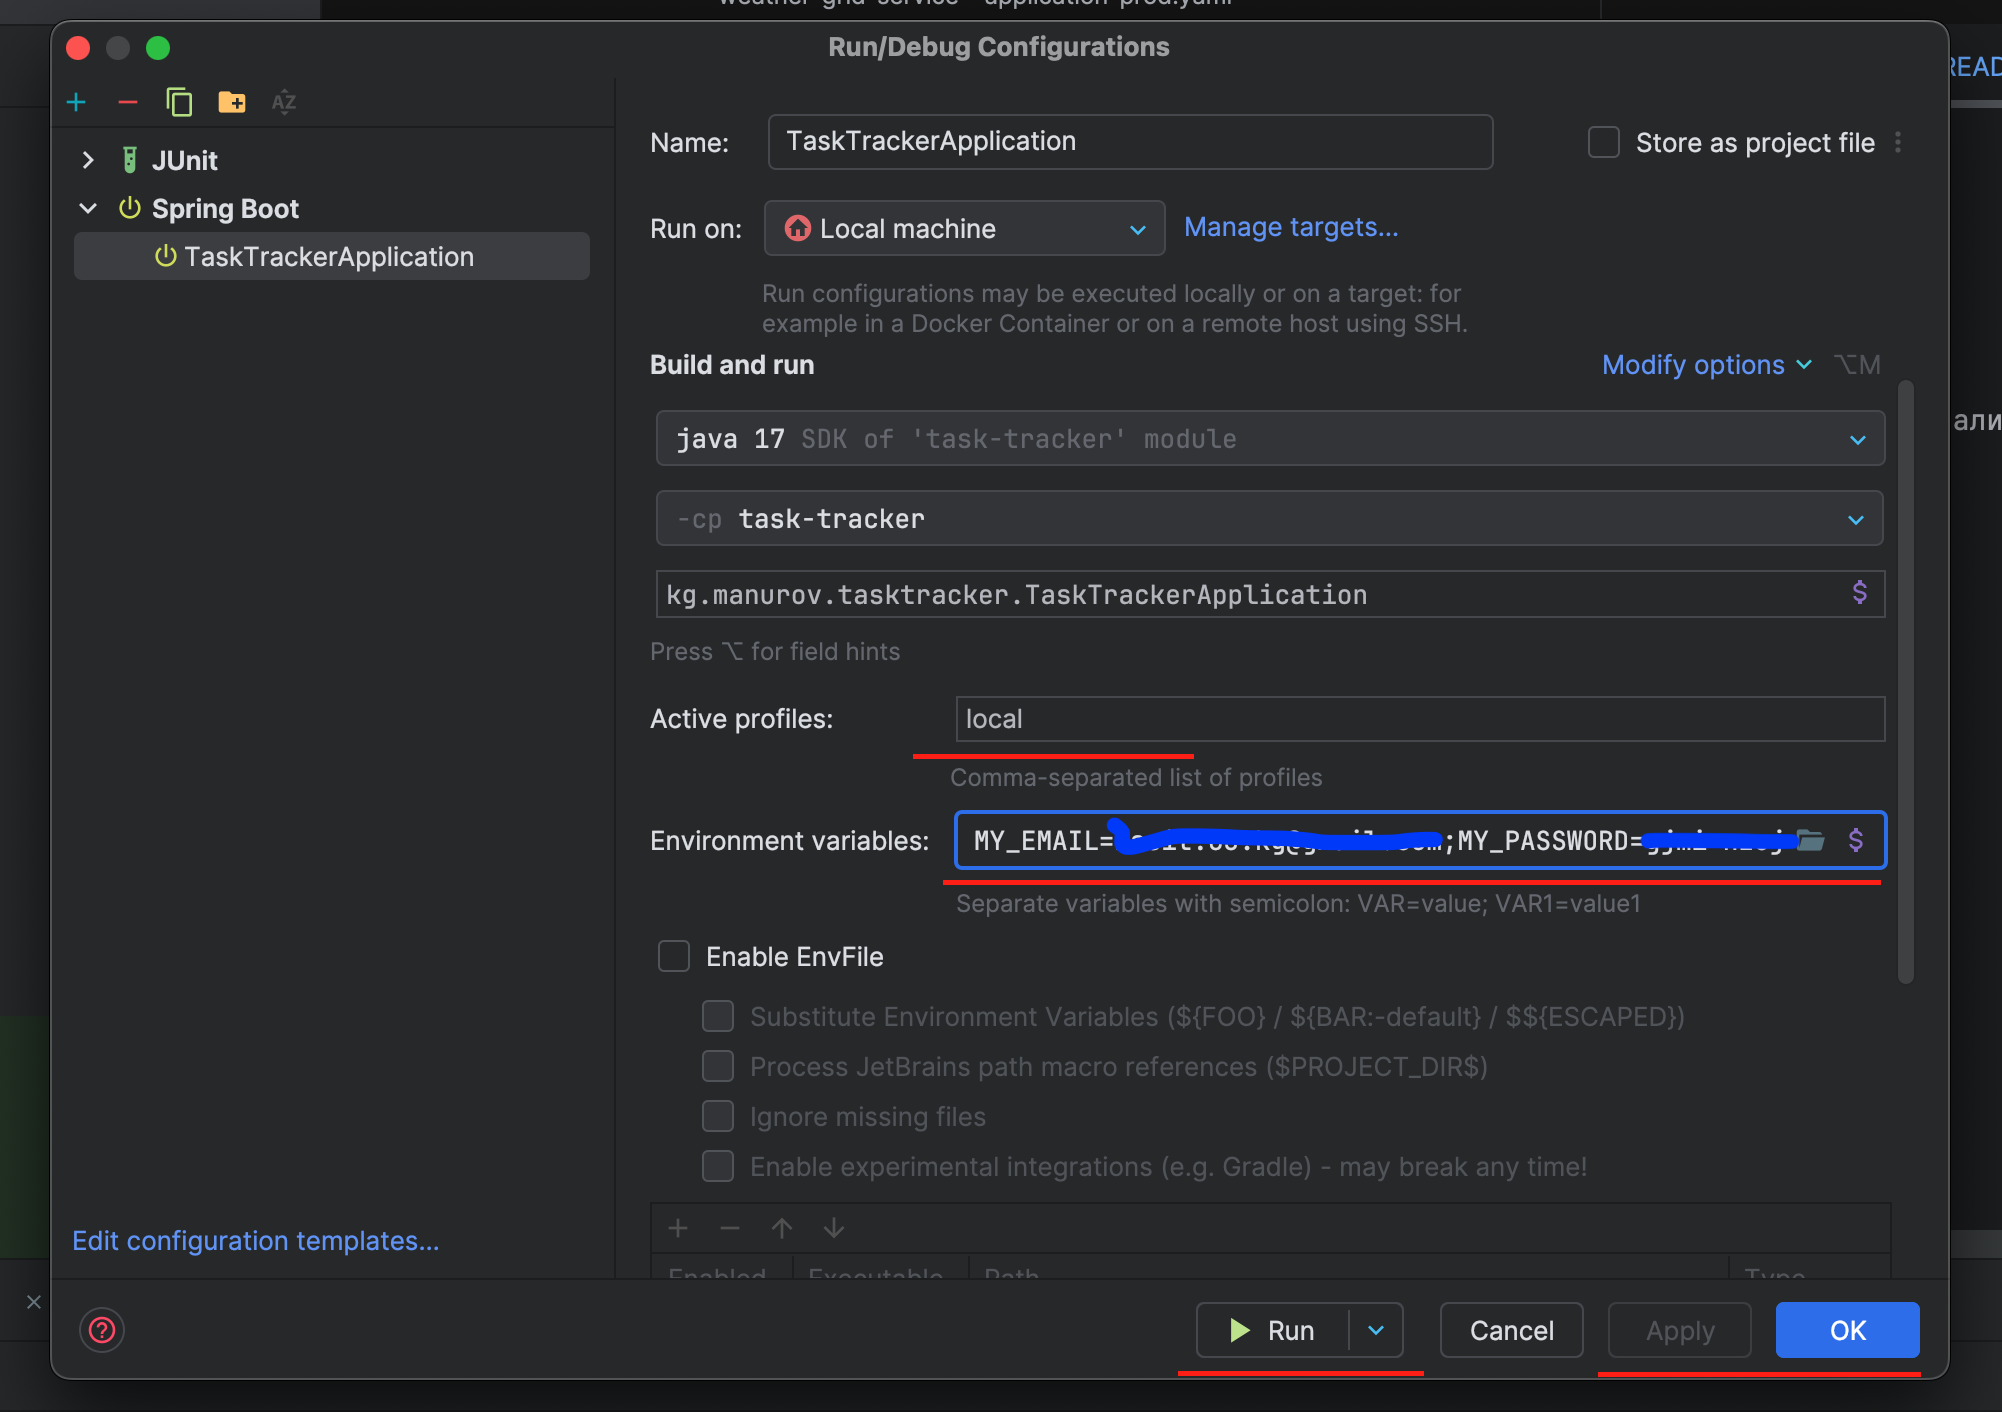 Run/Debug Configurations
READ
JUnit
Spring Boot
TaskTrackerApplication
Name:
TaskTrackerApplication
Store as project file
Run on:
Local machine
Manage targets...
Run configurations may be executed locally or on a target: for
example in a Docker Container or on a remote host using SSH.
Build and run
Modify options
⌥M
java 17 SDK of 'task-tracker' module
али
-cp task-tracker
kg.manurov.tasktracker.TaskTrackerApplication
Press ⌥ for field hints
Active profiles:
local
Comma-separated list of profiles
Environment variables:
MY_EMAIL=
;MY_PASSWORD=
Separate variables with semicolon: VAR=value; VAR1=value1
Enable EnvFile
Substitute Environment Variables (${FOO} / ${BAR:-default} / $${ESCAPED})
Process JetBrains path macro references ($PROJECT_DIR$)
Ignore missing files
Enable experimental integrations (e.g. Gradle) - may break any time!
Enabled
Executable
Path
Type
Edit configuration templates...
Run
Cancel
Apply
OK